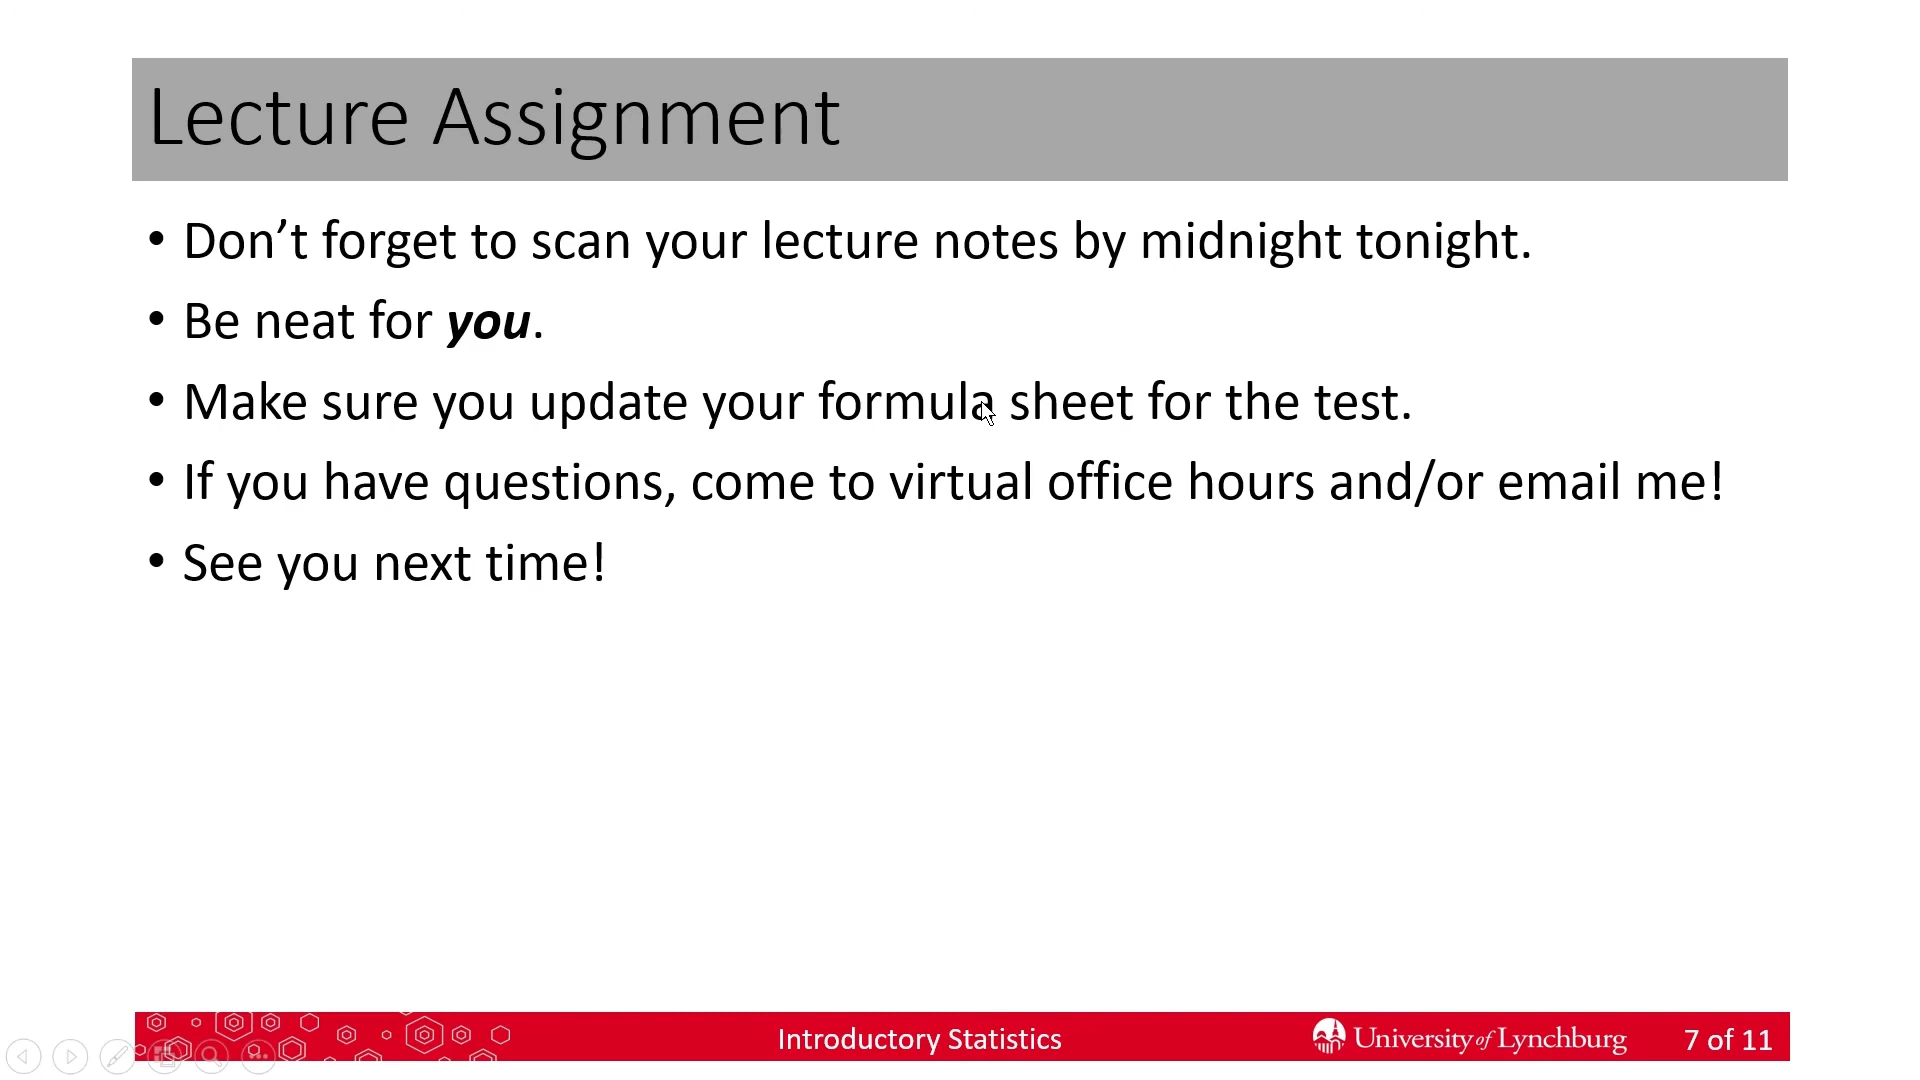 Lecture Assignment
• Don’t forget to scan your lecture notes by midnight tonight.
• Be neat for you.
• Make sure you update your formula sheet for the test.
• If you have questions, come to virtual office hours and/or email me!
• See you next time!
Introductory Statistics
University of Lynchburg
7 of 11